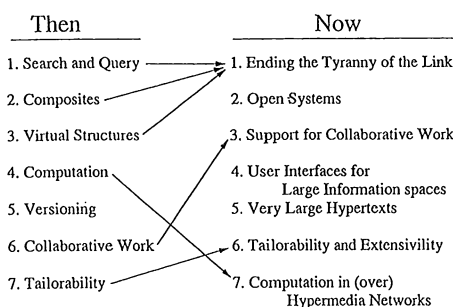 Then
1. Search and Query
2. Composites
3. Virtual Structures
4. Computation
5. Versioning
6. Collaborative Work
7. Tailorability
Now
1. Ending the Tyranny of the Link
2. Open Systems
3. Support for Collaborative Work
4. User Interfaces for
Large Information spaces
5. Very Large Hypertexts
6. Tailorability and Extensivility
7. Computation in (over)
Hypermedia Networks